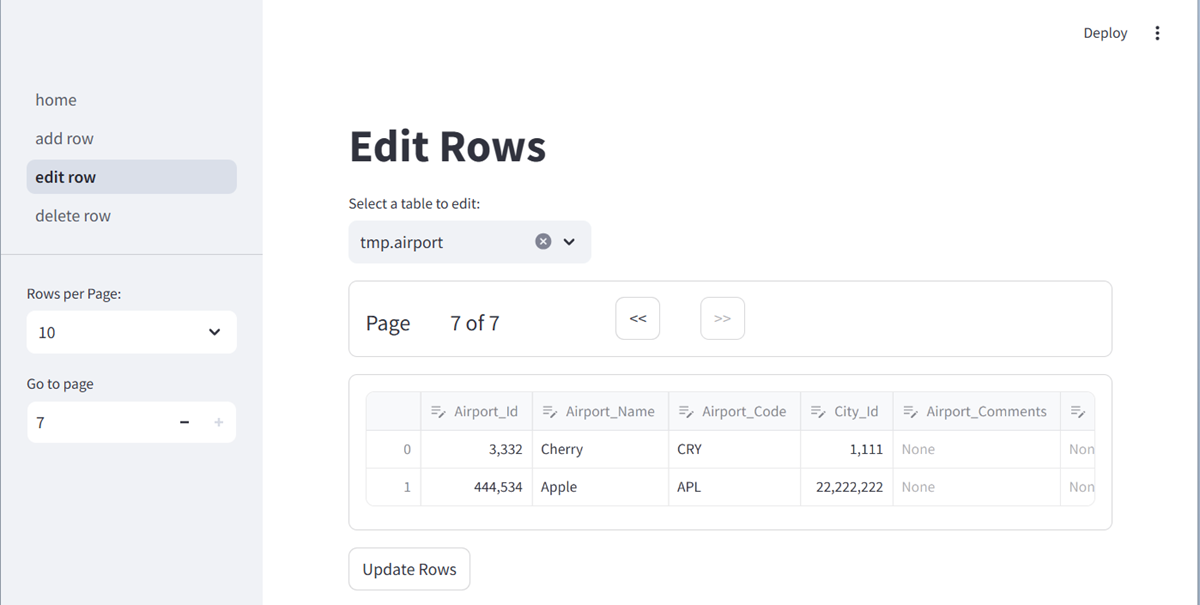 Deploy
home
add row
edit row
delete row
Rows per Page:
10
Go to page
7
Edit Rows
Select a table to edit:
tmp.airport
Page 7 of 7 << >>
Airport_Id Airport_Name Airport_Code City_Id Airport_Comments
0 3,332 Cherry CRY 1,111 None Non
1 444,534 Apple APL 22,222,222 None Non
Update Rows